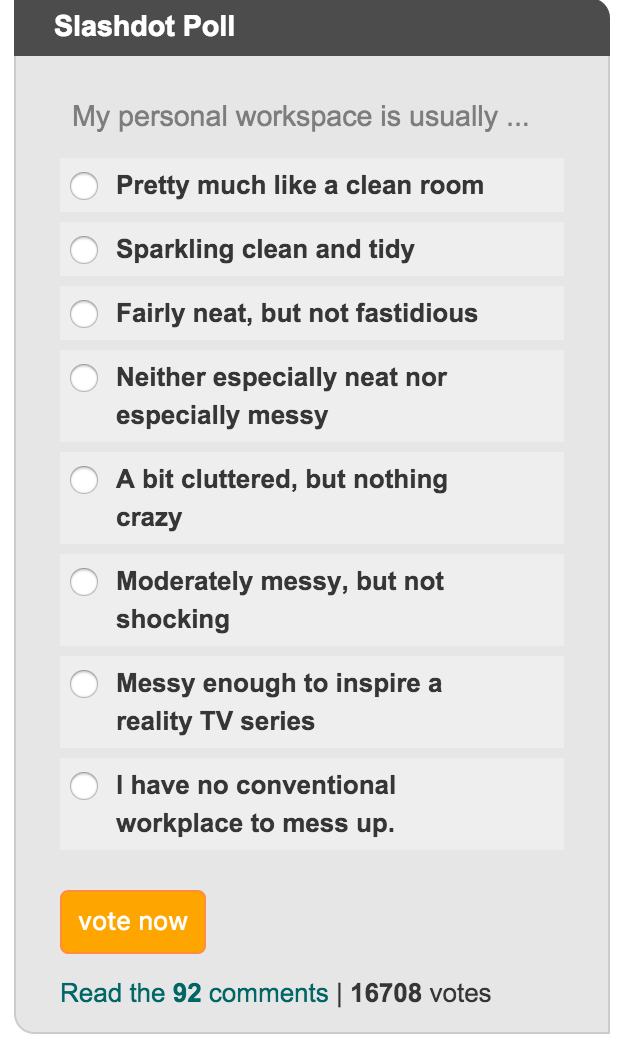 Slashdot Poll
My personal workspace is usually ...
Pretty much like a clean room
Sparkling clean and tidy
Fairly neat, but not fastidious
Neither especially neat nor
especially messy
A bit cluttered, but nothing
crazy
Moderately messy, but not
shocking
Messy enough to inspire a
reality TV series
I have no conventional
workplace to mess up.
vote now
Read the 92 comments | 16708 votes